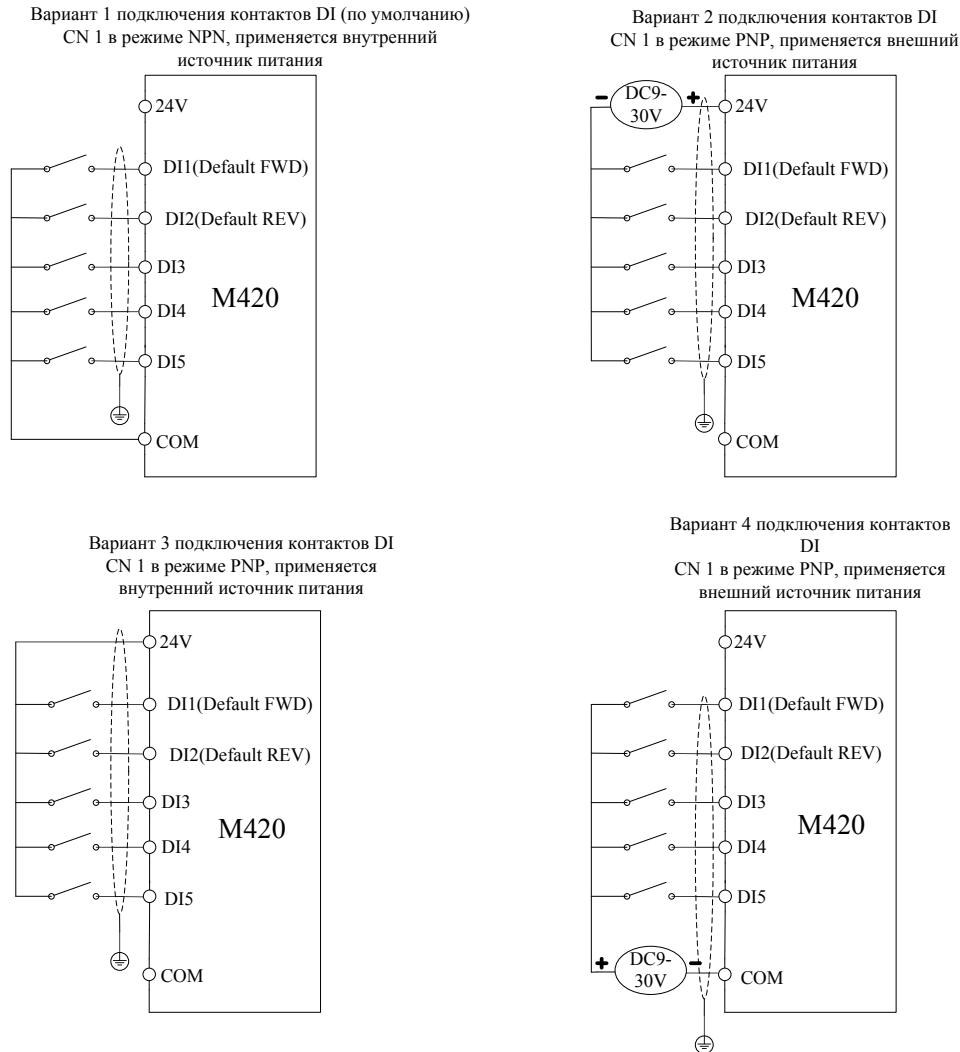 Вариант 1 подключения контактов DI (по умолчанию)
CN 1 в режиме NPN, применяется внутренний
источник питания
24V
DI1(Default FWD)
DI2(Default REV)
DI3
M420
DI4
DI5
COM
Вариант 2 подключения контактов DI
CN 1 в режиме PNP, применяется внешний
источник питания
- DC9-
30V +
24V
DI1(Default FWD)
DI2(Default REV)
DI3
M420
DI4
DI5
COM
Вариант 3 подключения контактов DI
CN 1 в режиме PNP, применяется
внутренний источник питания
24V
DI1(Default FWD)
DI2(Default REV)
DI3
M420
DI4
DI5
COM
Вариант 4 подключения контактов
DI
CN 1 в режиме PNP, применяется
внешний источник питания
24V
DI1(Default FWD)
DI2(Default REV)
DI3
M420
DI4
DI5
+ DC9-
30V -
COM